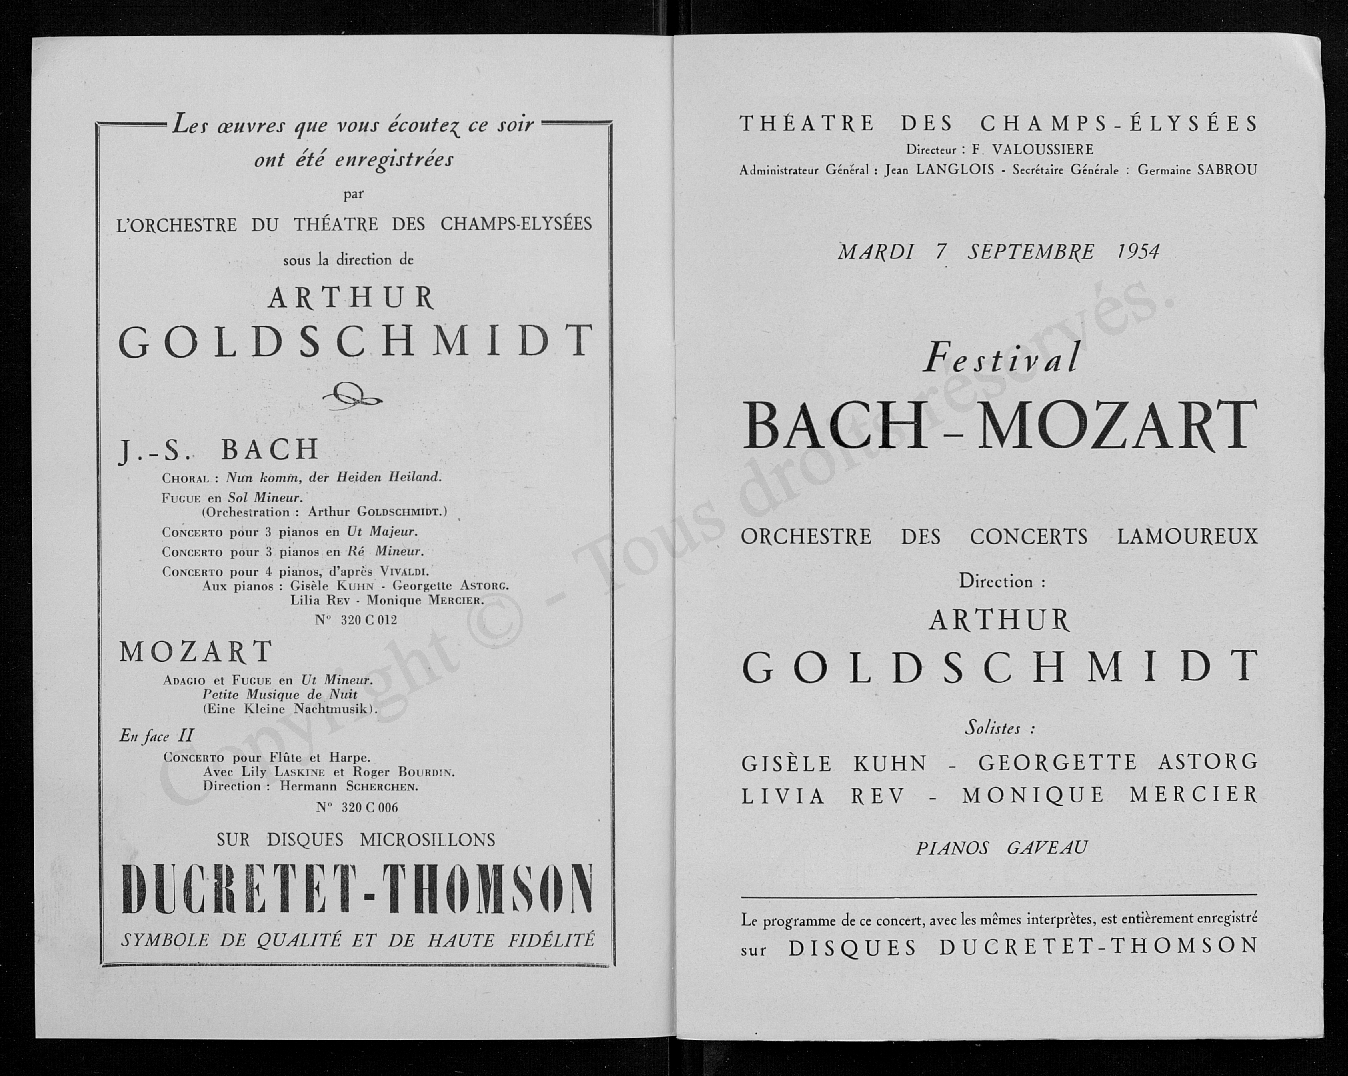 Les œuvres que vous écoutez ce soir
ont été enregistrées
par
L'ORCHESTRE DU THÉATRE DES CHAMPS-ELYSÉES
sous la direction de
ARTHUR
GOLDSCHMIDT
J.-S. BACH
CHORAL : Nun komm, der Heiden Heiland.
FUGUE en Sol Mineur.
(Orchestration : Arthur GOLDSCHMIDT.)
CONCERTO pour 3 pianos en Ut Majeur.
CONCERTO pour 3 pianos en Ré Mineur.
CONCERTO pour 4 pianos, d'après VIVALDI.
Aux pianos : Gisèle KUHN - Georgette ASTORG.
Lilia REV - Monique MERCIER.
N° 320 C 012
MOZART
ADAGIO et FUGUE en Ut Mineur.
Petite Musique de Nuit
(Eine Kleine Nachtmusik).
En face II
CONCERTO pour Flûte et Harpe.
Avec Lily LASKINE et Roger BOURDIN.
Direction : Hermann SCHERCHEN.
N° 320 C 006
SUR DISQUES MICROSILLONS
DUCRETET-THOMSON
SYMBOLE DE QUALITÉ ET DE HAUTE FIDÉLITÉ
THÉATRE DES CHAMPS-ÉLYSÉES
Directeur : F. VALOUSSIERE
Administrateur Général : Jean LANGLOIS - Secrétaire Générale : Germaine SABROU
MARDI 7 SEPTEMBRE 1954
Festival
BACH-MOZART
ORCHESTRE DES CONCERTS LAMOUREUX
Direction :
ARTHUR
GOLDSCHMIDT
Solistes :
GISÈLE KUHN - GEORGETTE ASTORG
LIVIA REV - MONIQUE MERCIER
PIANOS GAVEAU
Le programme de ce concert, avec les mêmes interprètes, est entièrement enregistré
sur DISQUES DUCRETET-THOMSON
Copyright © - Tous droits réservés.